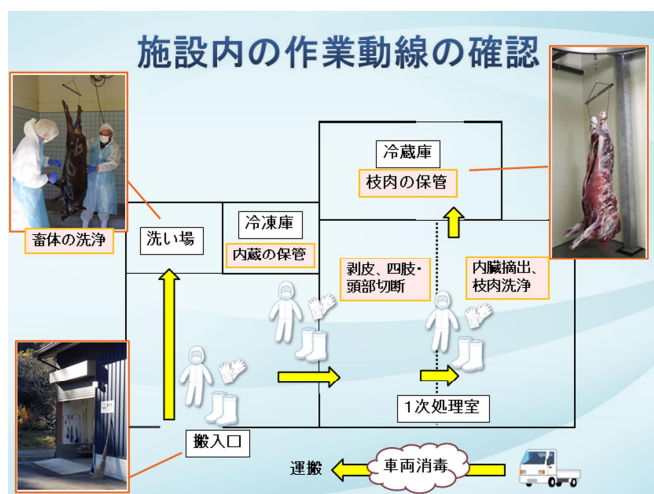 施設内の作業動線の確認
冷蔵庫
枝肉の保管
畜体の洗浄
洗い場
冷凍庫
内蔵の保管
剥皮、四肢・
頭部切断
内臓摘出、
枝肉洗浄
1次処理室
搬入口
運搬
車両消毒